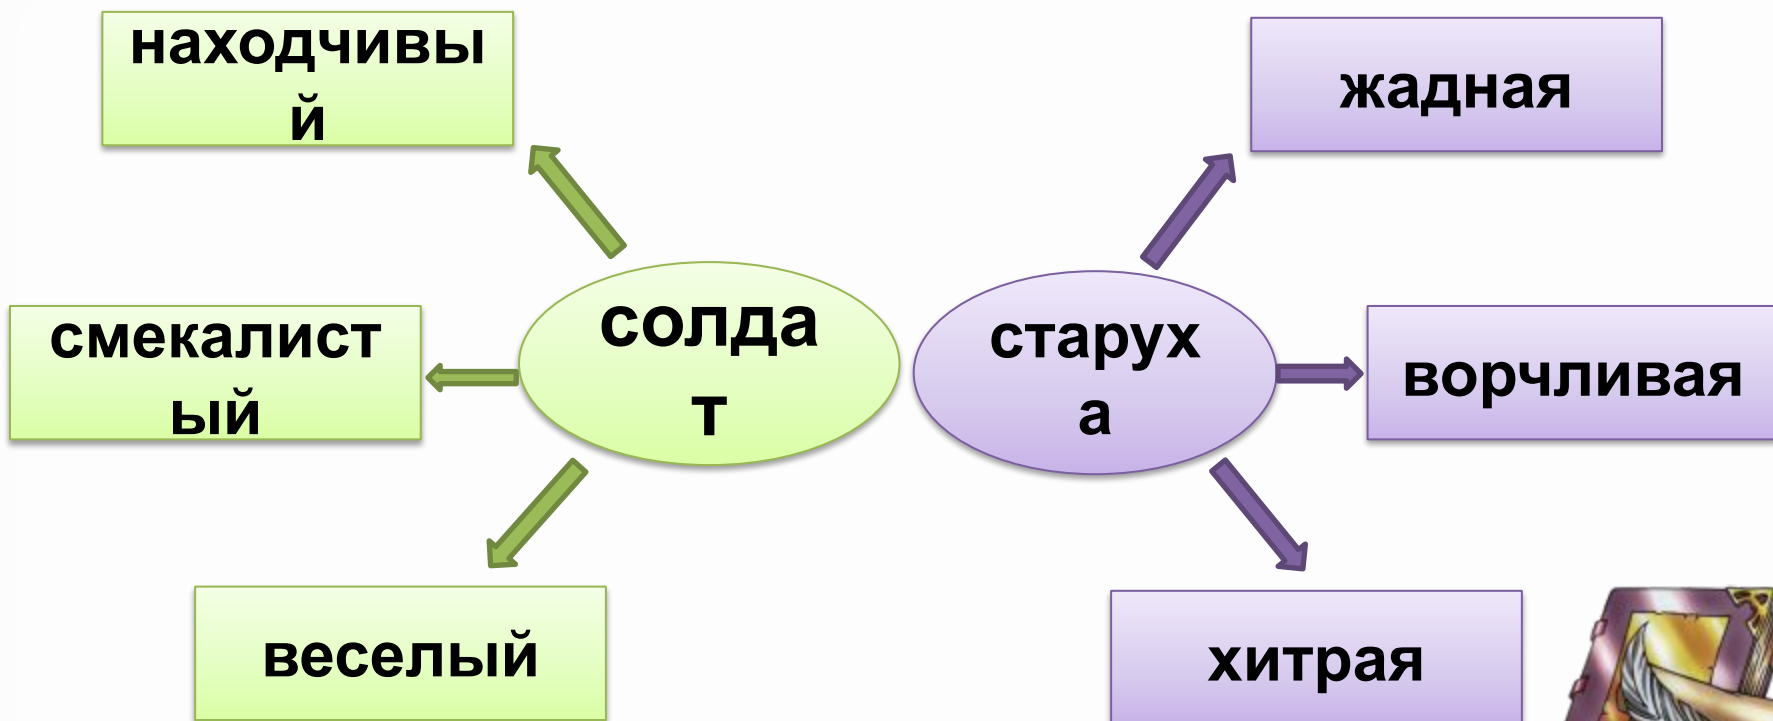 находчивы
й
жадная
солда
т
старух
а
смекалист
ый
ворчливая
веселый
хитрая